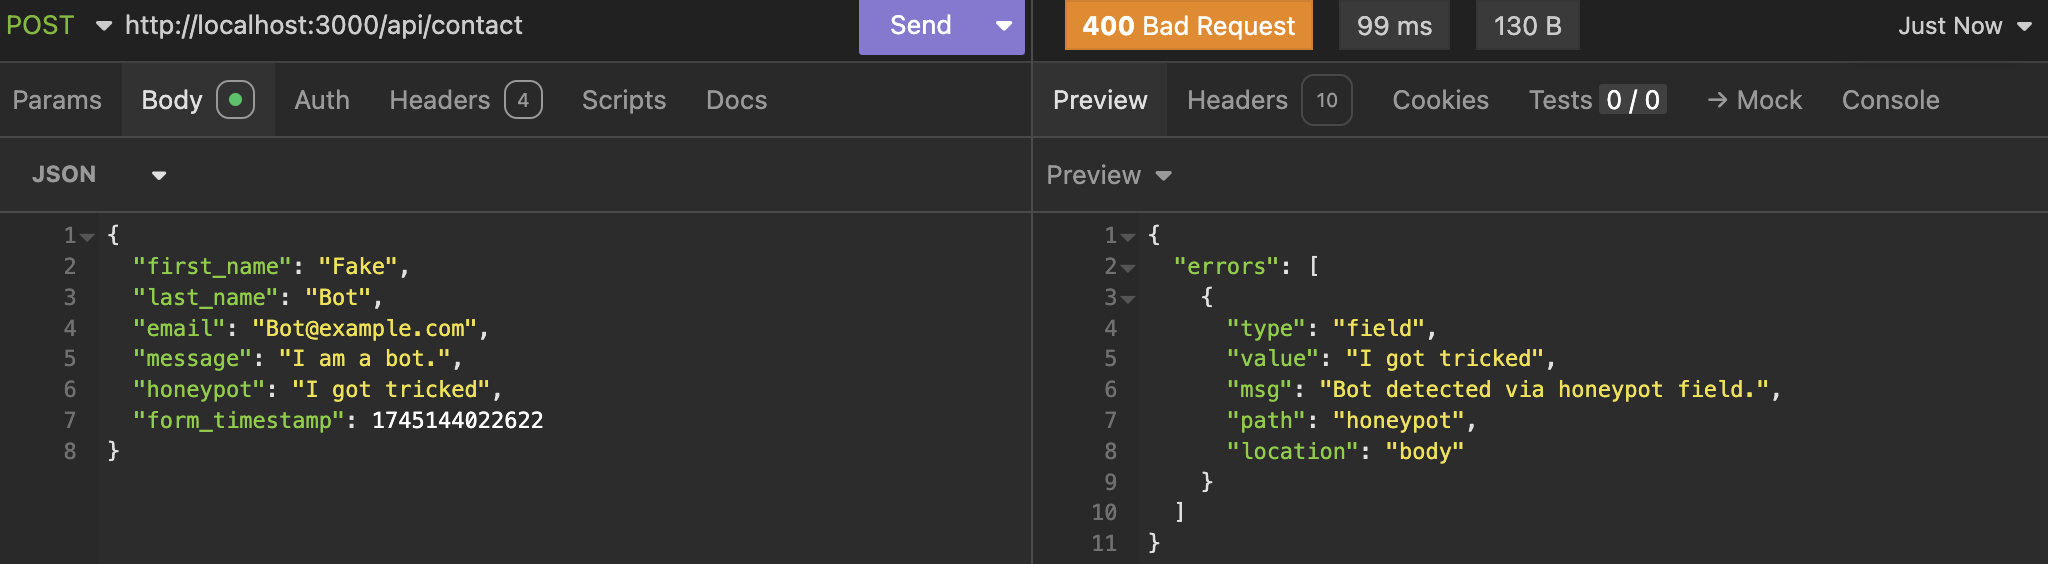 POST http://localhost:3000/api/contact Send 400 Bad Request 99 ms 130 B Just Now
Params Body Auth Headers 4 Scripts Docs Preview Headers 10 Cookies Tests 0 / 0 → Mock Console
JSON
1 {
2 "first_name": "Fake",
3 "last_name": "Bot",
4 "email": "Bot@example.com",
5 "message": "I am a bot.",
6 "honeypot": "I got tricked",
7 "form_timestamp": 1745144022622
8 }
Preview
1 {
2 "errors": [
3 {
4 "type": "field",
5 "value": "I got tricked",
6 "msg": "Bot detected via honeypot field.",
7 "path": "honeypot",
8 "location": "body"
9 }
10 ]
11 }